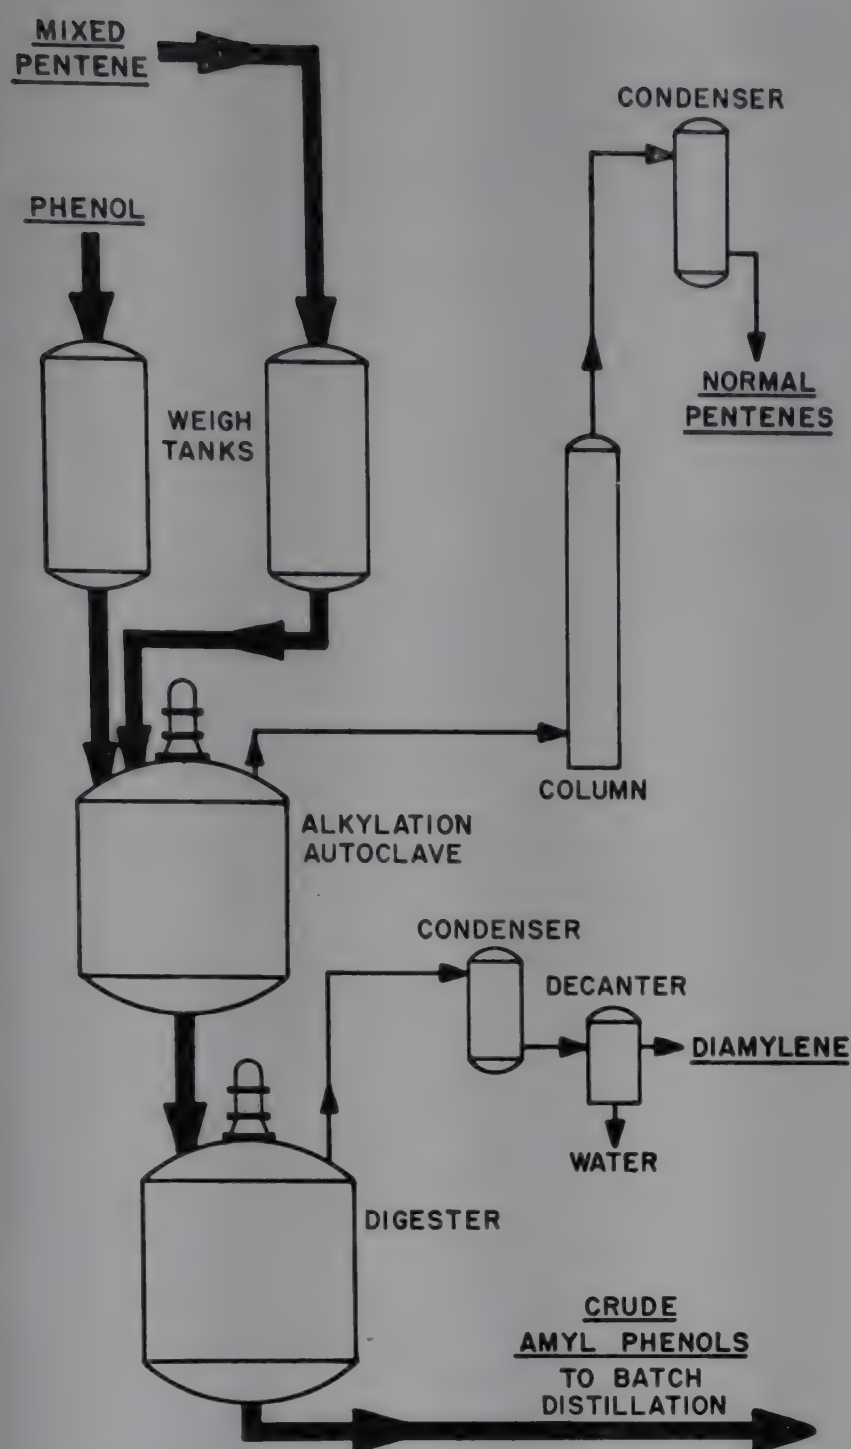 MIXED
PENTENE
CONDENSER
PHENOL
NORMAL
PENTENES
WEIGH
TANKS
COLUMN
ALKYLATION
AUTOCLAVE
CONDENSER
DECANTER
DIAMYLENE
WATER
DIGESTER
CRUDE
AMYL PHENOLS
TO BATCH
DISTILLATION